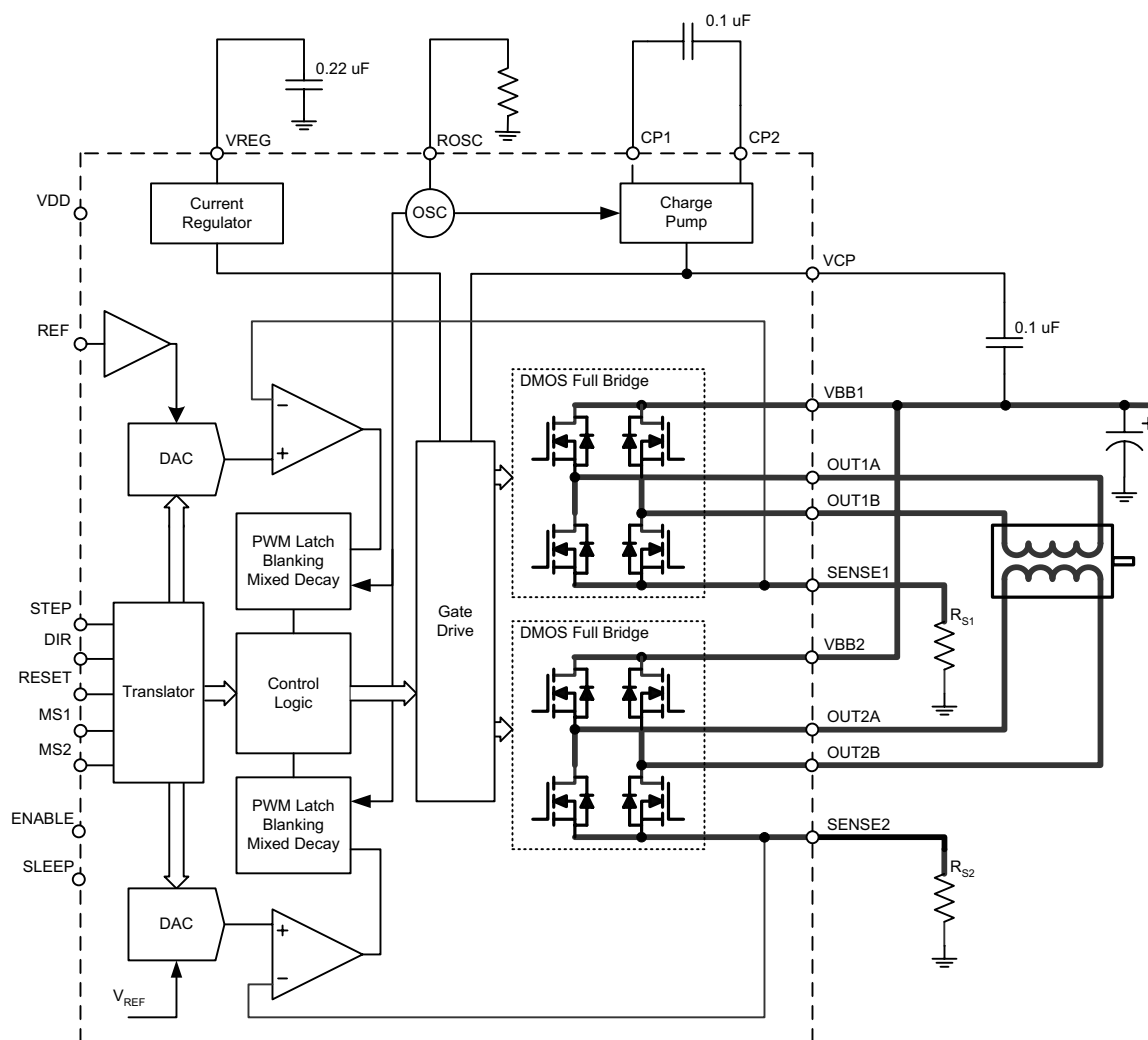 0.1 uF
0.22 uF
VREG
ROSC
CP1
CP2
VDD
Current
Regulator
OSC
Charge
Pump
VCP
REF
0.1 uF
DMOS Full Bridge
VBB1
−
+
+
DAC
OUT1A
OUT1B
PWM Latch
Blanking
Mixed Decay
SENSE1
STEP
Gate
Drive
RS1
DIR
DMOS Full Bridge
VBB2
RESET
Translator
Control
Logic
MS1
OUT2A
MS2
OUT2B
PWM Latch
Blanking
Mixed Decay
ENABLE
SENSE2
SLEEP
RS2
DAC
+
−
VREF